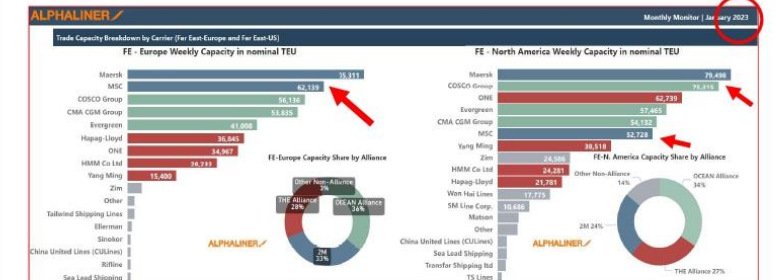 ALPHALINER
Monthly Monitor | January 2023
Trade Capacity Breakdown by Carrier (Far East-Europe and Far East-US)
FE - Europe Weekly Capacity in nominal TEU
Maersk 75,311
MSC 62,139
COSCO Group 56,136
CMA CGM Group 53,835
Evergreen 41,008
Hapag-Lloyd 36,845
ONE 34,967
HMM Co Ltd
Yang Ming 15,400
Zim
Other
Tailwind Shipping Lines
Ellerman
Sinokor
China United Lines (CULines)
Rifline
Sea Lead Shipping
FE-Europe Capacity Share by Alliance
Other Non-Alliance
3%
THE Alliance
28%
OCEAN Alliance
36%
2M
33%
ALPHALINER
FE - North America Weekly Capacity in nominal TEU
Maersk 79,490
COSCO Group
ONE 62,739
Evergreen 57,465
CMA CGM Group 54,132
MSC 52,728
Yang Ming 38,518
Zim 24,586
HMM Co Ltd 24,281
Hapag-Lloyd 21,781
Wan Hai Lines 17,775
SM Line Corp. 10,686
Matson
Other
China United Lines (CULines)
Sea Lead Shipping
Transfar Shipping ltd
TS Lines
FE-N. America Capacity Share by Alliance
Other Non-Alliance
14%
OCEAN Alliance
34%
2M 24%
THE Alliance 27%
ALPHALINER